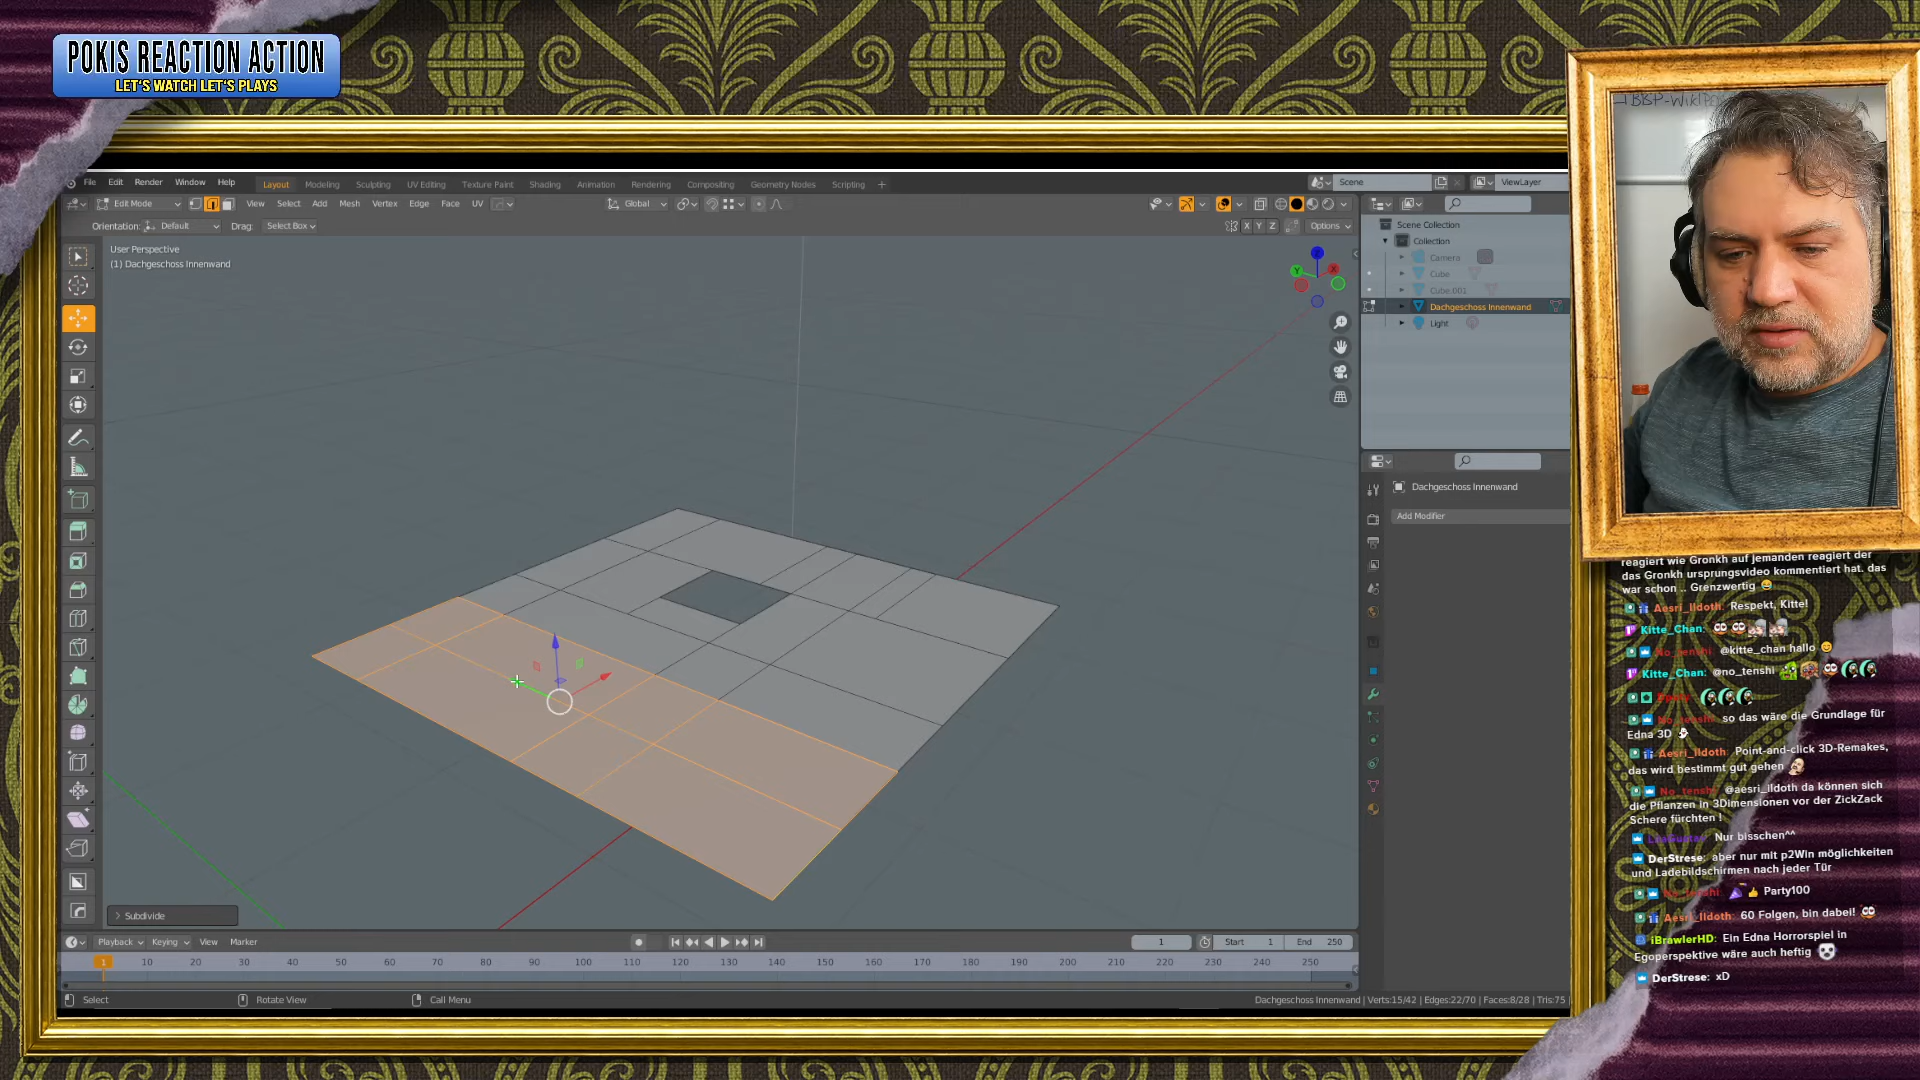 POKIS REACTION ACTION
LET'S WATCH LET'S PLAYS
File Edit Render Window Help
Layout Modeling Sculpting UV Editing Texture Paint Shading Animation Rendering Compositing Geometry Nodes Scripting +
Scene
ViewLayer
Edit Mode
View Select Add Mesh Vertex Edge Face UV
Global
Orientation: Default Drag: Select Box
X Y Z Options
User Perspective
(1) Dachgeschoss Innenwand
Scene Collection
Collection
Camera
Cube
Cube.001
Dachgeschoss Innenwand
Light
Dachgeschoss Innenwand
Add Modifier
Subdivide
Playback Keying View Marker
1 Start 1 End 250
1 10 20 30 40 50 60 70 80 90 100 110 120 130 140 150 160 170 180 190 200 210 220 230 240 250
Select Rotate View Call Menu
Dachgeschoss Innenwand | Verts:15/42 | Edges:22/70 | Faces:8/28 | Tris:75
reagiert wie Gronkh auf jemanden reagiert der
das Gronkh ursprungsvideo kommentiert hat. das
war schon .. Grenzwertig
Aesri_Ildoth: Respekt, Kitte!
Kitte_Chan:
No_tenshi: @kitte_chan hallo
Kitte_Chan: @no_tenshi
No_tenshi: so das wäre die Grundlage für
Edna 3D
Aesri_Ildoth: Point-and-click 3D-Remakes,
das wird bestimmt gut gehen
No_tenshi: @aesri_Ildoth da können sich
die Pflanzen in 3Dimensionen vor der ZickZack
Schere fürchten !
Nur bisschen^^
DerStrese: aber nur mit p2Win möglichkeiten
und Ladebildschirmen nach jeder Tür
No_tenshi: Party100
Aesri_Ildoth: 60 Folgen, bin dabei!
iBrawlerHD: Ein Edna Horrorspiel in
Egoperspektive wäre auch heftig
DerStrese: xD